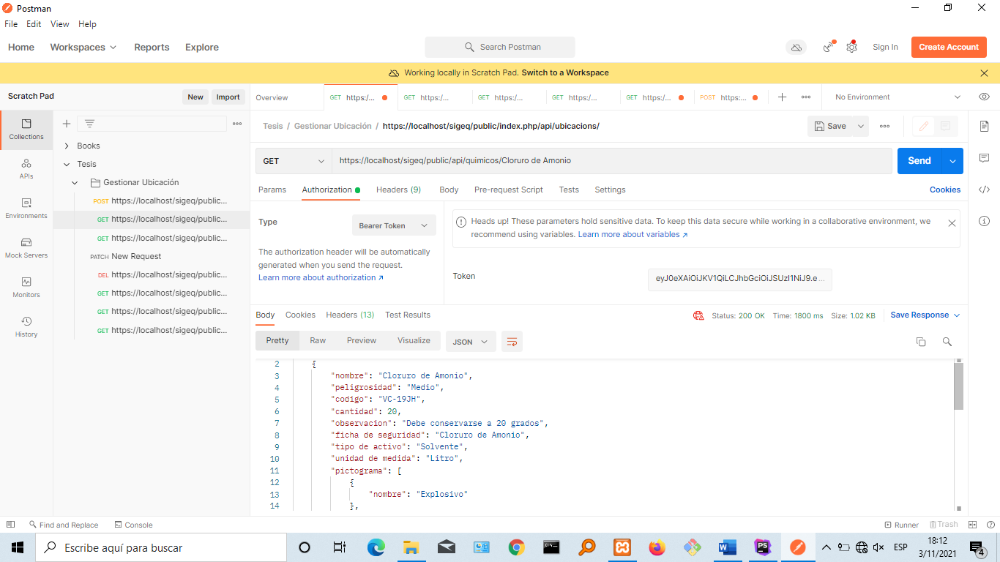 Postman
File Edit View Help
Home Workspaces Reports Explore Search Postman Sign In Create Account
Working locally in Scratch Pad. Switch to a Workspace
Scratch Pad New Import
Overview GET https:/... GET https:/... GET https:/... GET https:/... GET https:/... POST https:... No Environment
Collections
APIs
Environments
Mock Servers
Monitors
History
Books
Tesis
Gestionar Ubicación
POST https://localhost/sigeq/public...
GET https://localhost/sigeq/public...
GET https://localhost/sigeq/public...
PATCH New Request
DEL https://localhost/sigeq/public...
GET https://localhost/sigeq/public...
GET https://localhost/sigeq/public...
GET https://localhost/sigeq/public...
Tesis / Gestionar Ubicación / https://localhost/sigeq/public/index.php/api/ubicacions/ Save
GET https://localhost/sigeq/public/api/quimicos/Cloruro de Amonio Send
Params Authorization Headers (9) Body Pre-request Script Tests Settings Cookies
Type Bearer Token
The authorization header will be automatically
generated when you send the request.
Learn more about authorization ↗
Heads up! These parameters hold sensitive data. To keep this data secure while working in a collaborative environment, we
recommend using variables. Learn more about variables ↗
Token eyJ0eXAiOiJKV1QiLCJhbGciOiJSUzI1NiJ9.e ...
Body Cookies Headers (13) Test Results Status: 200 OK Time: 1800 ms Size: 1.02 KB Save Response
Pretty Raw Preview Visualize JSON
2 {
3 "nombre": "Cloruro de Amonio",
4 "peligrosidad": "Medio",
5 "codigo": "VC-19JH",
6 "cantidad": 20,
7 "observacion": "Debe conservarse a 20 grados",
8 "ficha de seguridad": "Cloruro de Amonio",
9 "tipo de activo": "Solvente",
10 "unidad de medida": "Litro",
11 "pictograma": [
12 {
13 "nombre": "Explosivo"
14 },
Find and Replace Console Runner Trash
Escribe aquí para buscar
ESP
18:12
3/11/2021
4